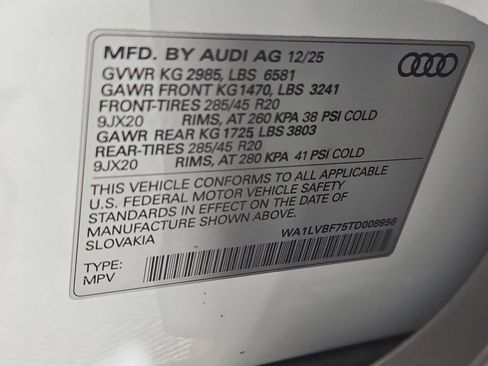 MFD. BY AUDI AG 12/25
GVWR KG 2985, LBS 6581
GAWR FRONT KG1470, LBS 3241
FRONT-TIRES 285/45 R20
9JX20 RIMS, AT 260 KPA 38 PSI COLD
GAWR REAR KG 1725, LBS 3803
REAR-TIRES 285/45 R20
9JX20 RIMS, AT 280 KPA 41 PSI COLD
THIS VEHICLE CONFORMS TO ALL APPLICABLE
U.S. FEDERAL MOTOR VEHICLE SAFETY
STANDARDS IN EFFECT ON THE DATE OF
MANUFACTURE SHOWN ABOVE.
SLOVAKIA
WA1LVBF75TD008956
TYPE:
MPV